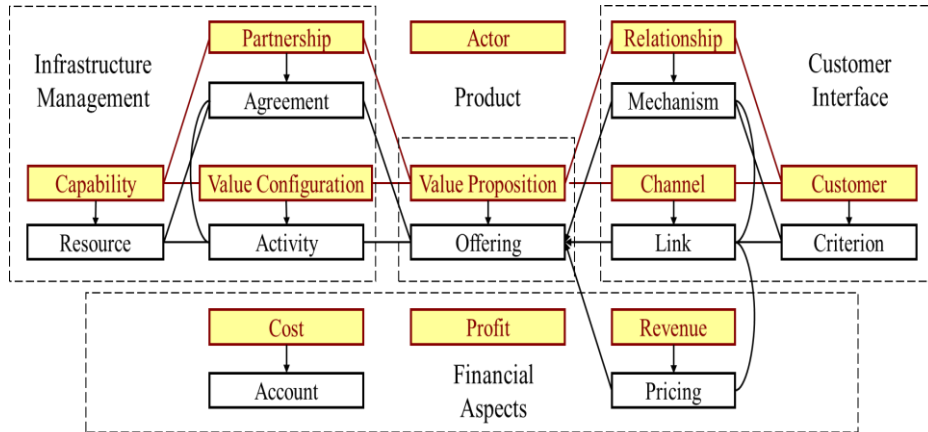 Partnership
Actor
Relationship
Infrastructure
Management
Customer
Interface
Agreement
Product
Mechanism
Capability
Value Configuration
Value Proposition
Channel
Customer
Resource
Activity
Offering
Link
Criterion
Cost
Profit
Revenue
Financial
Aspects
Account
Pricing